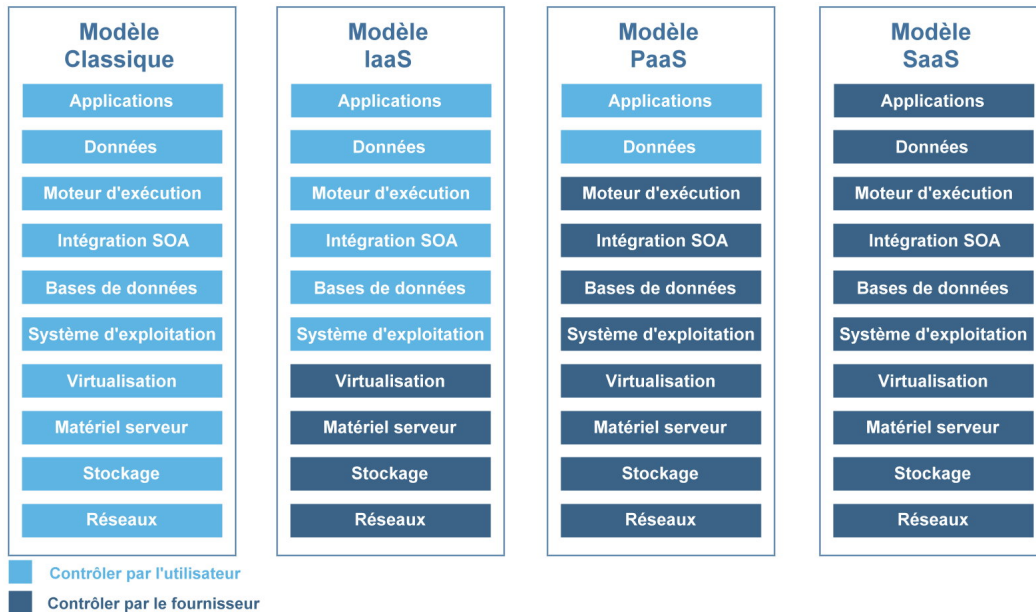 Modèle
Classique
Applications
Données
Moteur d'exécution
Intégration SOA
Bases de données
Système d'exploitation
Virtualisation
Matériel serveur
Stockage
Réseaux
Modèle
IaaS
Applications
Données
Moteur d'exécution
Intégration SOA
Bases de données
Système d'exploitation
Virtualisation
Matériel serveur
Stockage
Réseaux
Modèle
PaaS
Applications
Données
Moteur d'exécution
Intégration SOA
Bases de données
Système d'exploitation
Virtualisation
Matériel serveur
Stockage
Réseaux
Modèle
SaaS
Applications
Données
Moteur d'exécution
Intégration SOA
Bases de données
Système d'exploitation
Virtualisation
Matériel serveur
Stockage
Réseaux
Contrôler par l'utilisateur
Contrôler par le fournisseur